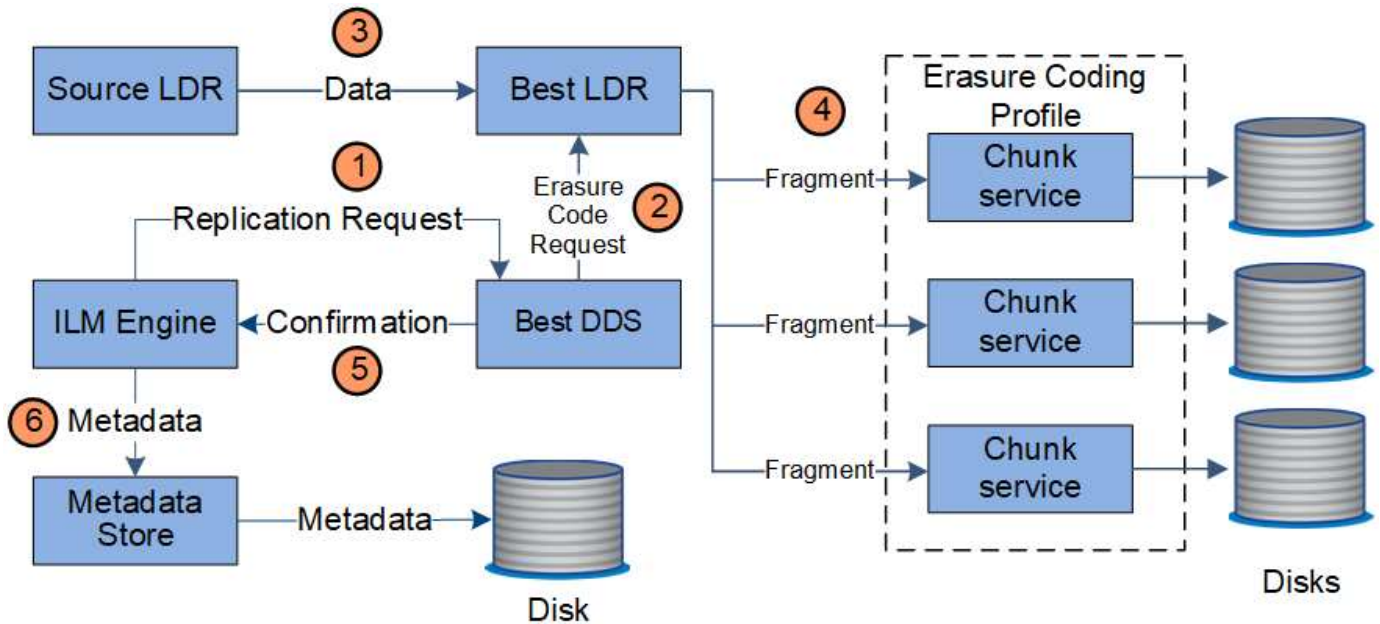 3
Source LDR
Data
Best LDR
4
Erasure Coding
Profile
Chunk
service
Fragment
1
Replication Request
Erasure
Code
Request
2
ILM Engine
Confirmation
5
Best DDS
Chunk
service
Fragment
6
Metadata
Chunk
service
Fragment
Metadata
Store
Metadata
Disk
Disks